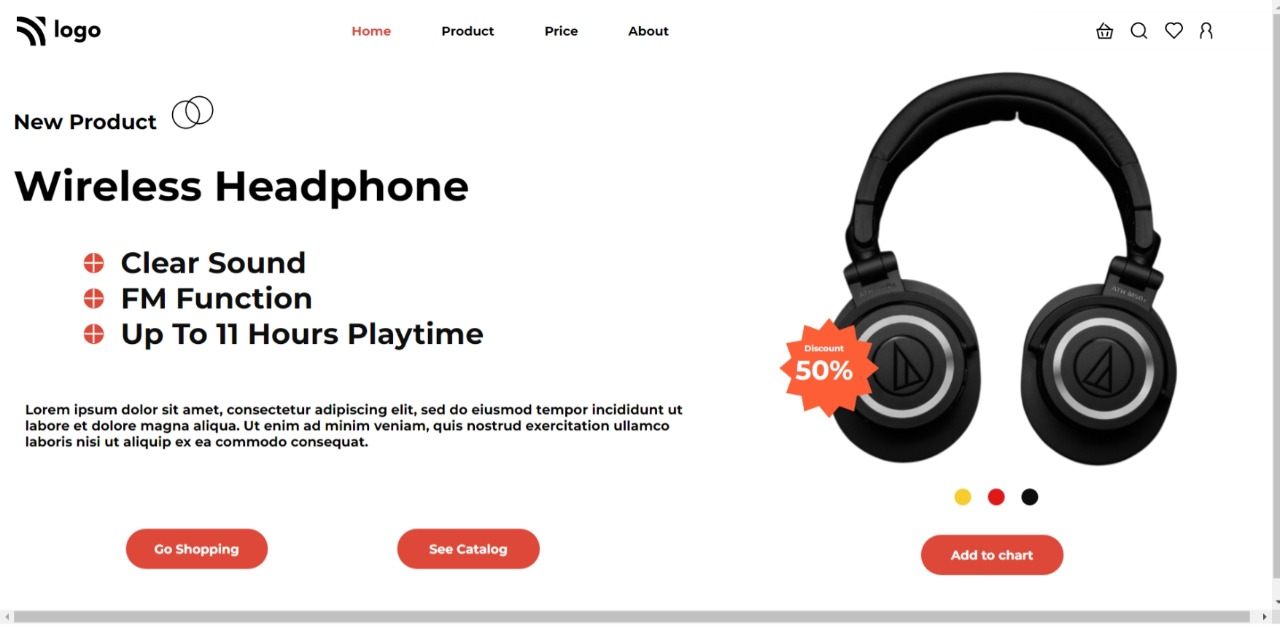 logo
Home
Product
Price
About
New Product
Wireless Headphone
Clear Sound
FM Function
Up To 11 Hours Playtime
Lorem ipsum dolor sit amet, consectetur adipiscing elit, sed do eiusmod tempor incididunt ut
labore et dolore magna aliqua. Ut enim ad minim veniam, quis nostrud exercitation ullamco
laboris nisi ut aliquip ex ea commodo consequat.
Go Shopping
See Catalog
Discount
50%
Add to chart